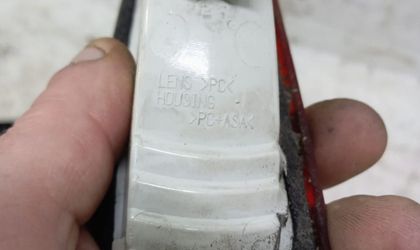 LENS >PC<
HOUSING
>PC+ASA<